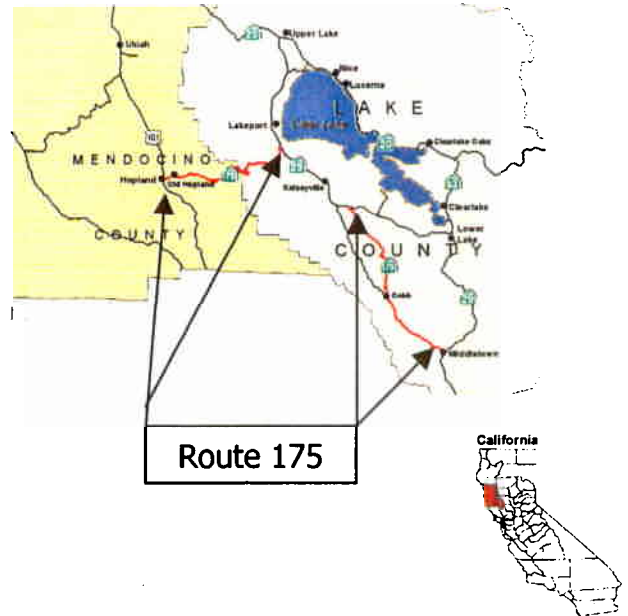 Upper Lake
Ukiah
Nice
Lucerne
LAKE
Lakeport
Clear Lake
101
Clearlake Oaks
MENDOCINO
Hopland
Old Hopland
Kelseyville
Clearlake
COUNTY
Lower
Lake
COUNTY
Cobb
Middletown
Route 175
California